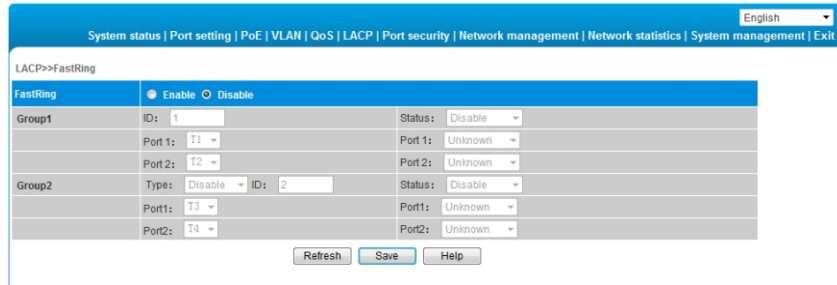 English
System status | Port setting | PoE | VLAN | QoS | LACP | Port security | Network management | Network statistics | System management | Exit
LACP>>FastRing
FastRing Enable Disable
Group1 ID: 1 Status: Disable
Port 1: T1 Port 1: Unknown
Port 2: T2 Port 2: Unknown
Group2 Type: Disable ID: 2 Status: Disable
Port1: T3 Port1: Unknown
Port2: T4 Port2: Unknown
Refresh Save Help